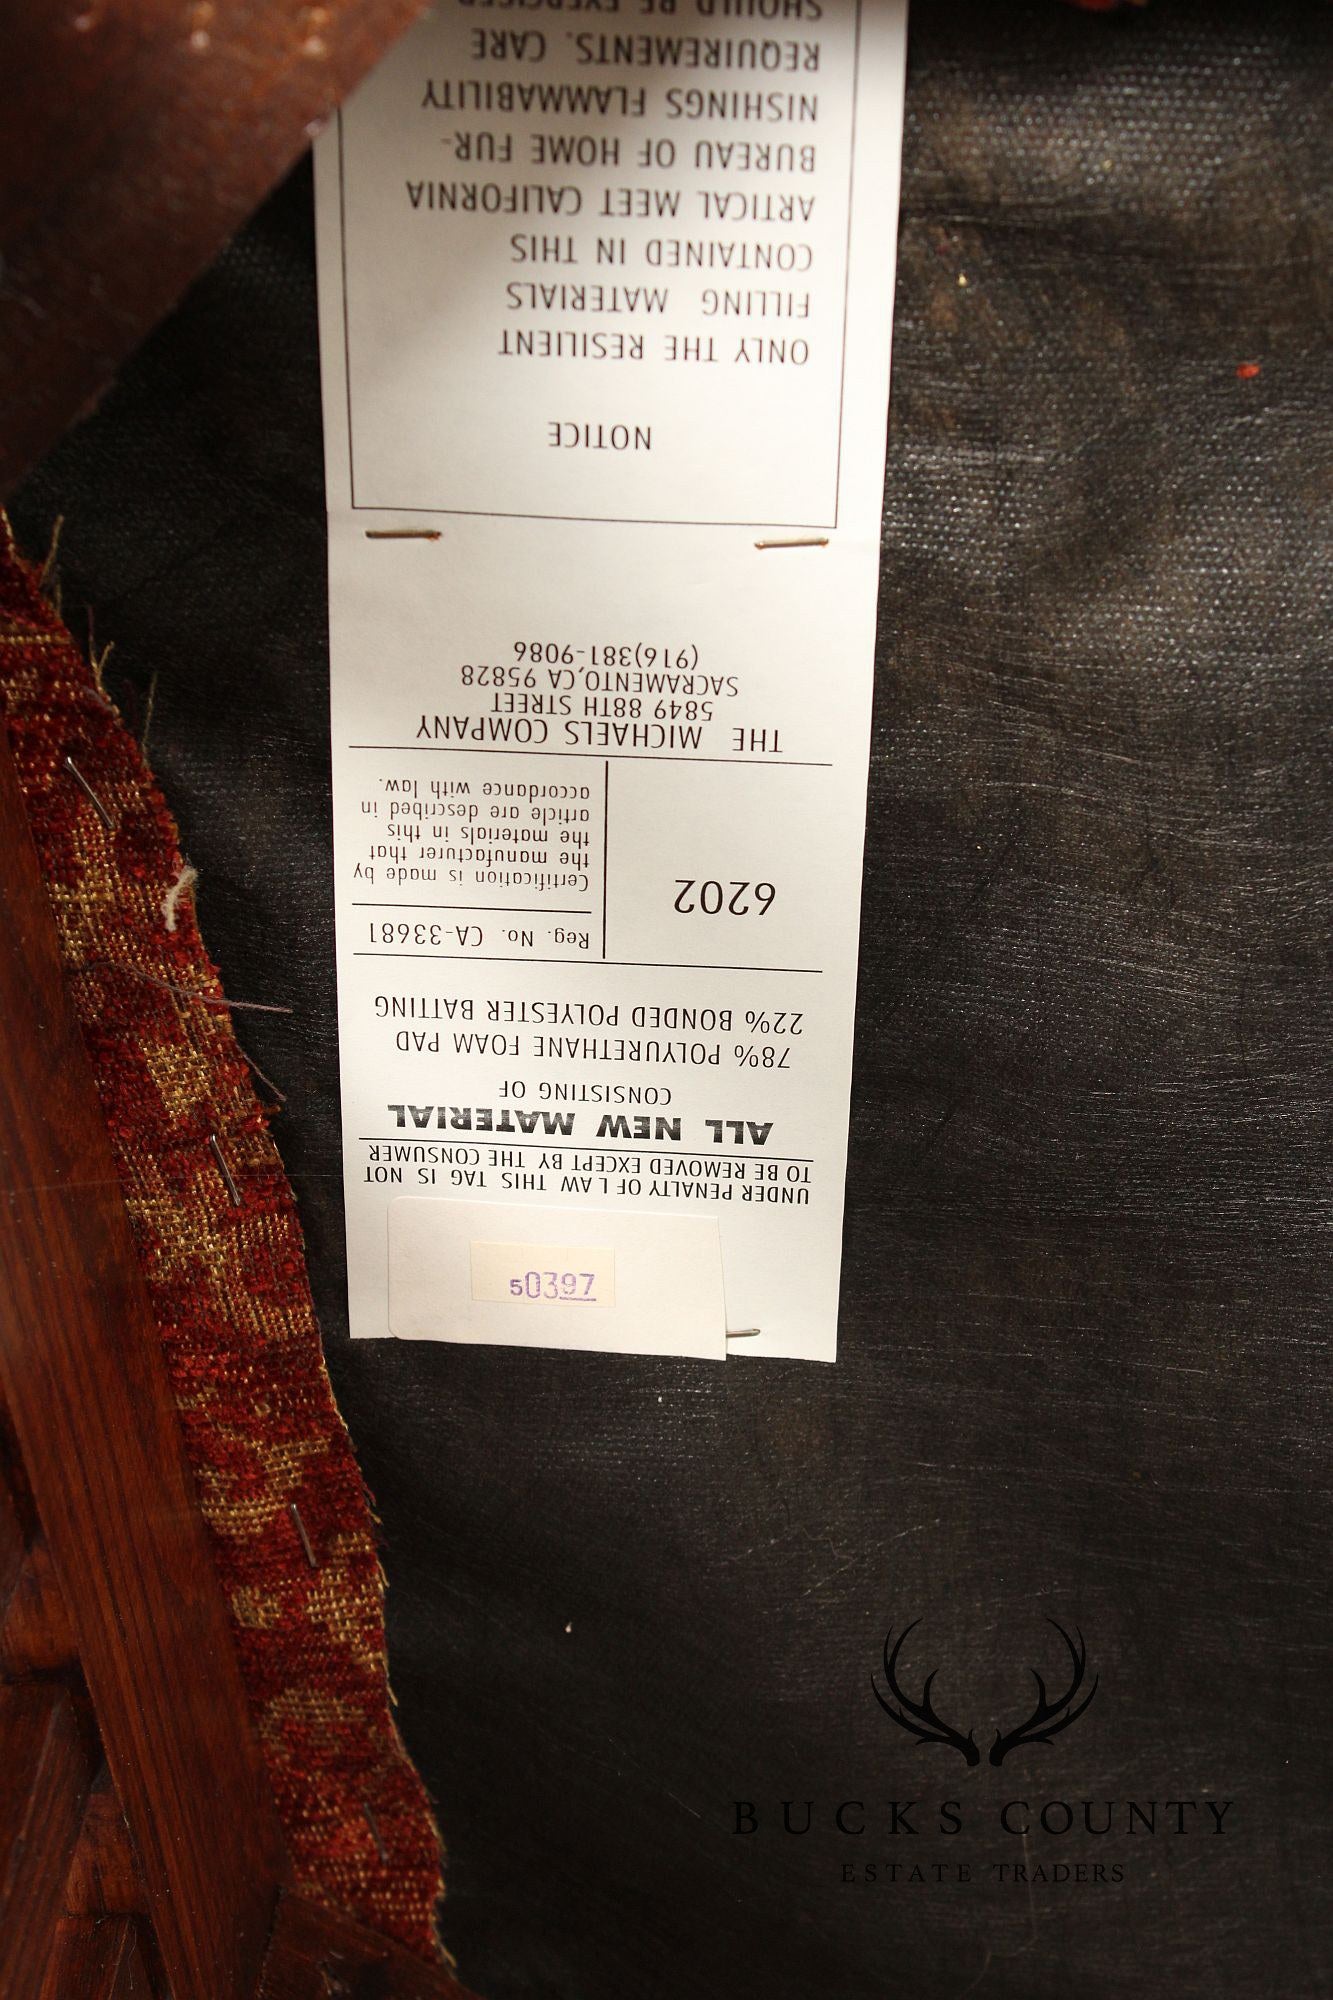 50397
UNDER PENALTY OF LAW THIS TAG IS NOT
TO BE REMOVED EXCEPT BY THE CONSUMER
ALL NEW MATERIAL
CONSISTING OF
78% POLYURETHANE FOAM PAD
22% BONDED POLYESTER BATTING
6202
Reg. No. CA-33681
Certification is made by
the manufacturer that
the materials in this
article are described in
accordance with law.
THE MICHAELS COMPANY
5849 88TH STREET
SACRAMENTO,CA 95828
(916)381-9086
NOTICE
ONLY THE RESILIENT
FILLING MATERIALS
CONTAINED IN THIS
ARTICAL MEET CALIFORNIA
BUREAU OF HOME FUR-
NISHINGS FLAMMABILITY
REQUIREMENTS. CARE
SHOULD BE EXERCISED
BUCKS COUNTY
ESTATE TRADERS